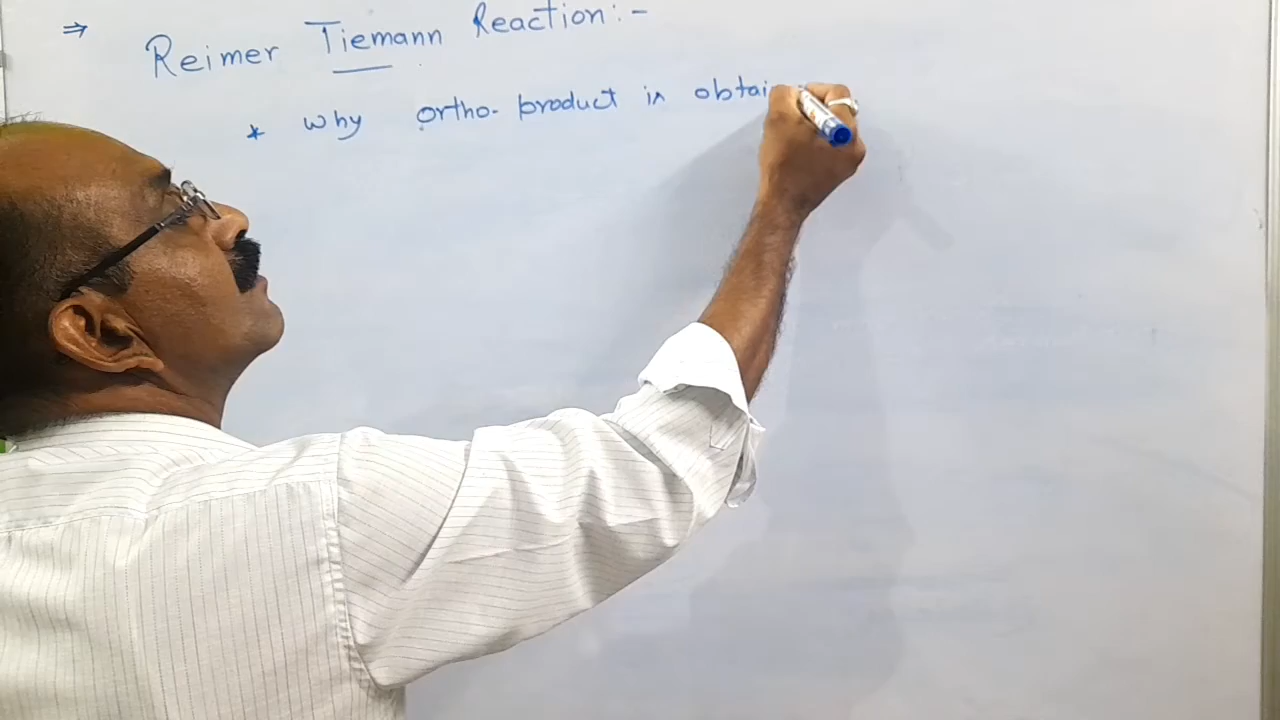 ⇒ Reimer Tiemann Reaction:-
* why ortho-product is obtai